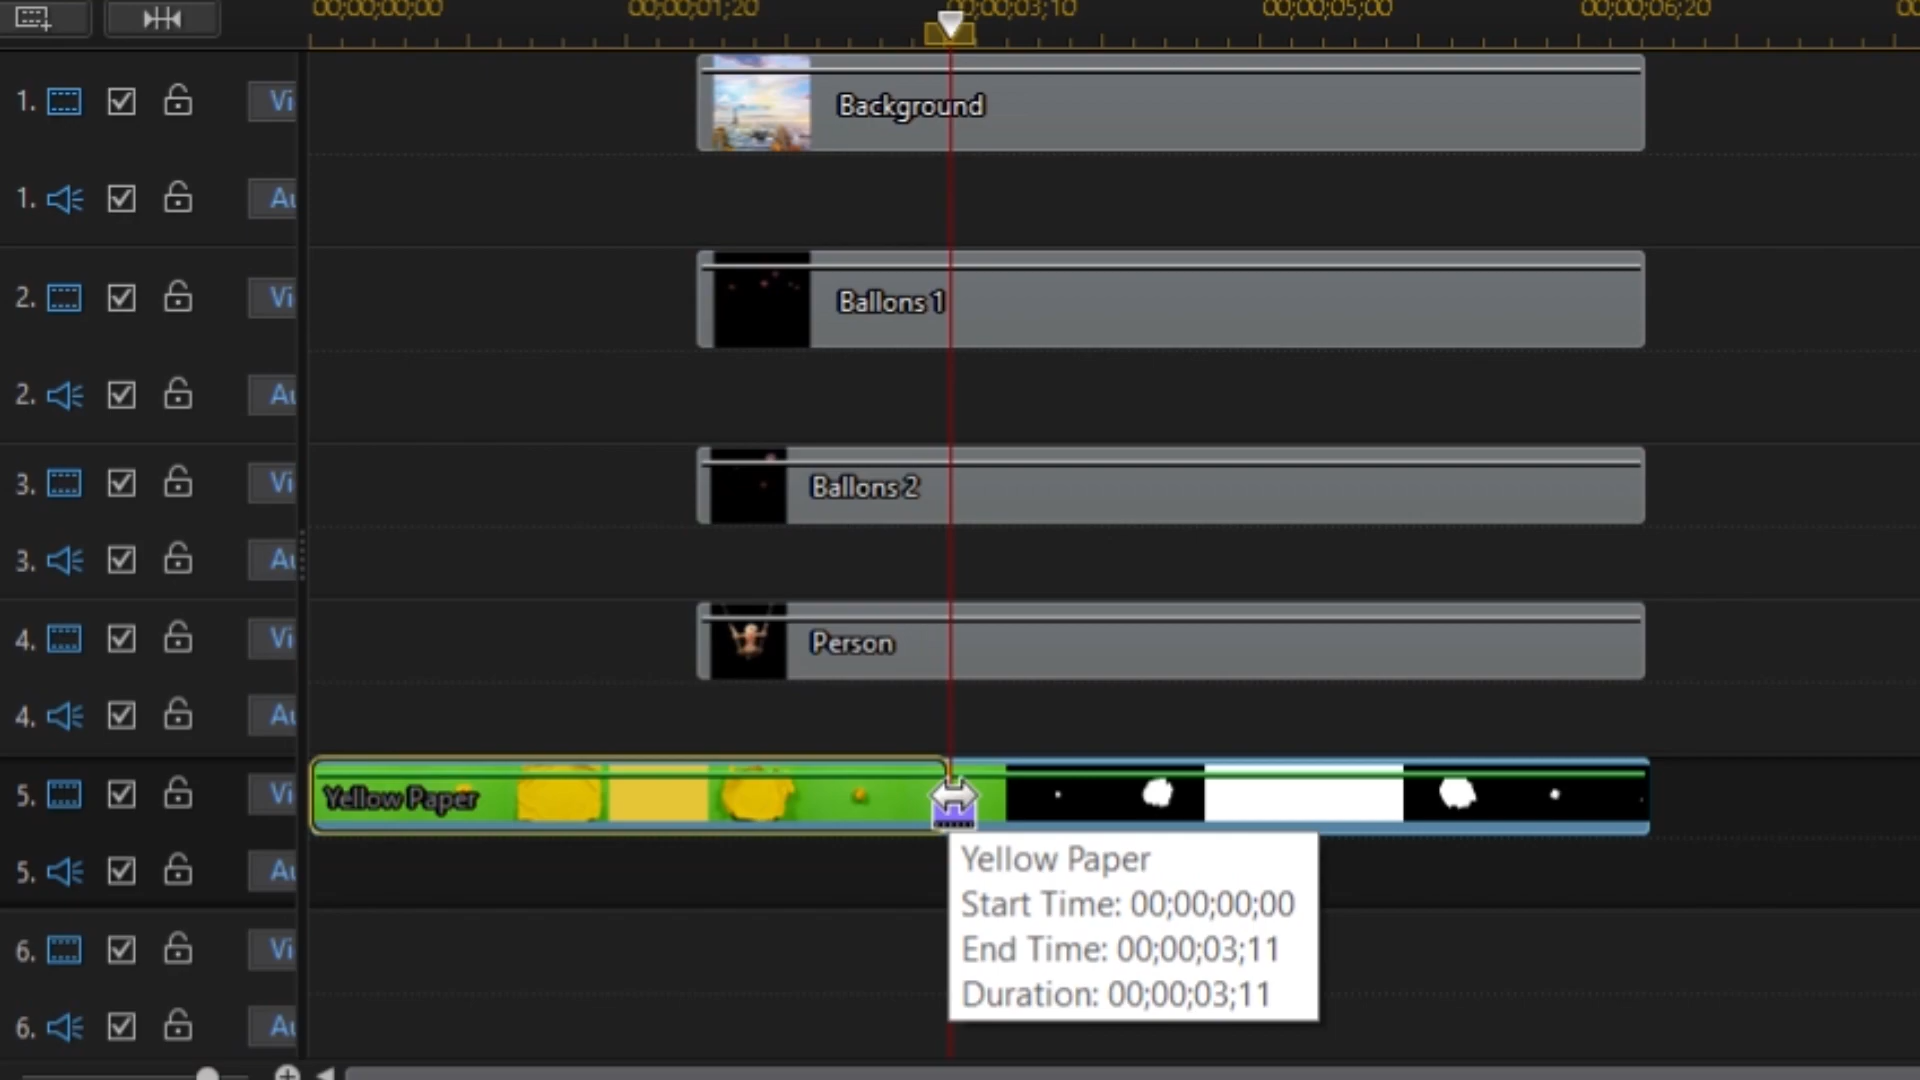 00;00;00;00 00;00;01;20 00;00;03;10 00;00;05;00 00;00;06;20 00
1. Vi Background
1. Au
2. Vi Ballons 1
2. Au
3. Vi Ballons 2
3. Au
4. Vi Person
4. Au
5. Vi Yellow Paper
5. Au
Yellow Paper
Start Time: 00;00;00;00
End Time: 00;00;03;11
Duration: 00;00;03;11
6. Vi
6. Au